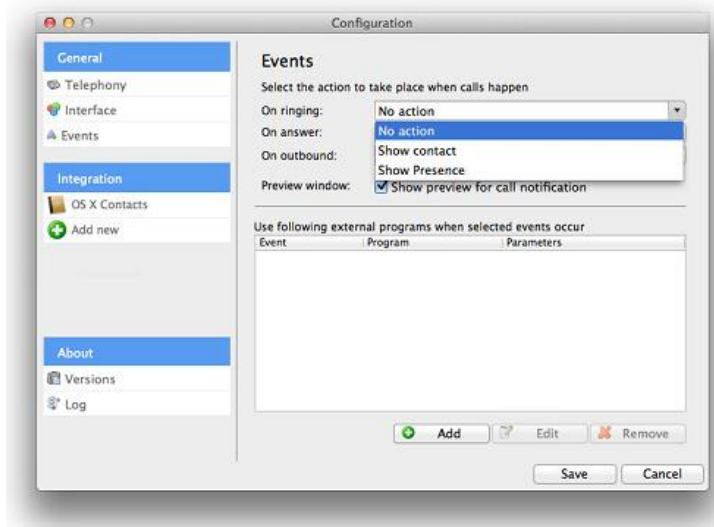 Configuration
General
Telephony
Interface
Events
Integration
OS X Contacts
Add new
About
Versions
Log
Events
Select the action to take place when calls happen
On ringing: No action
On answer: No action
On outbound: Show contact
Show Presence
Preview window: Show preview for call notification
Use following external programs when selected events occur
Event Program Parameters
Add Edit Remove
Save Cancel